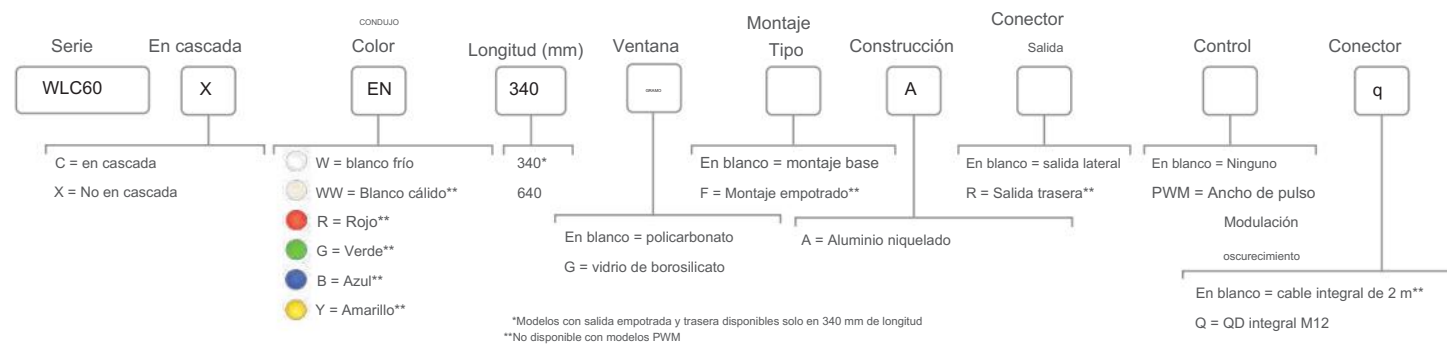 CONDUJO
Montaje
Conector
Serie
En cascada
Color
Longitud (mm)
Ventana
Tipo
Construcción
Salida
Control
Conector
WLC60
X
EN
340
GRAMO
A
q
C = en cascada
X = No en cascada
W = blanco frío
WW = Blanco cálido**
R = Rojo**
G = Verde**
B = Azul**
Y = Amarillo**
340*
640
En blanco = policarbonato
G = vidrio de borosilicato
En blanco = montaje base
F = Montaje empotrado**
A = Aluminio niquelado
En blanco = salida lateral
R = Salida trasera**
En blanco = Ninguno
PWM = Ancho de pulso
Modulación
oscurecimiento
En blanco = cable integral de 2 m**
Q = QD integral M12
*Modelos con salida empotrada y trasera disponibles solo en 340 mm de longitud
**No disponible con modelos PWM